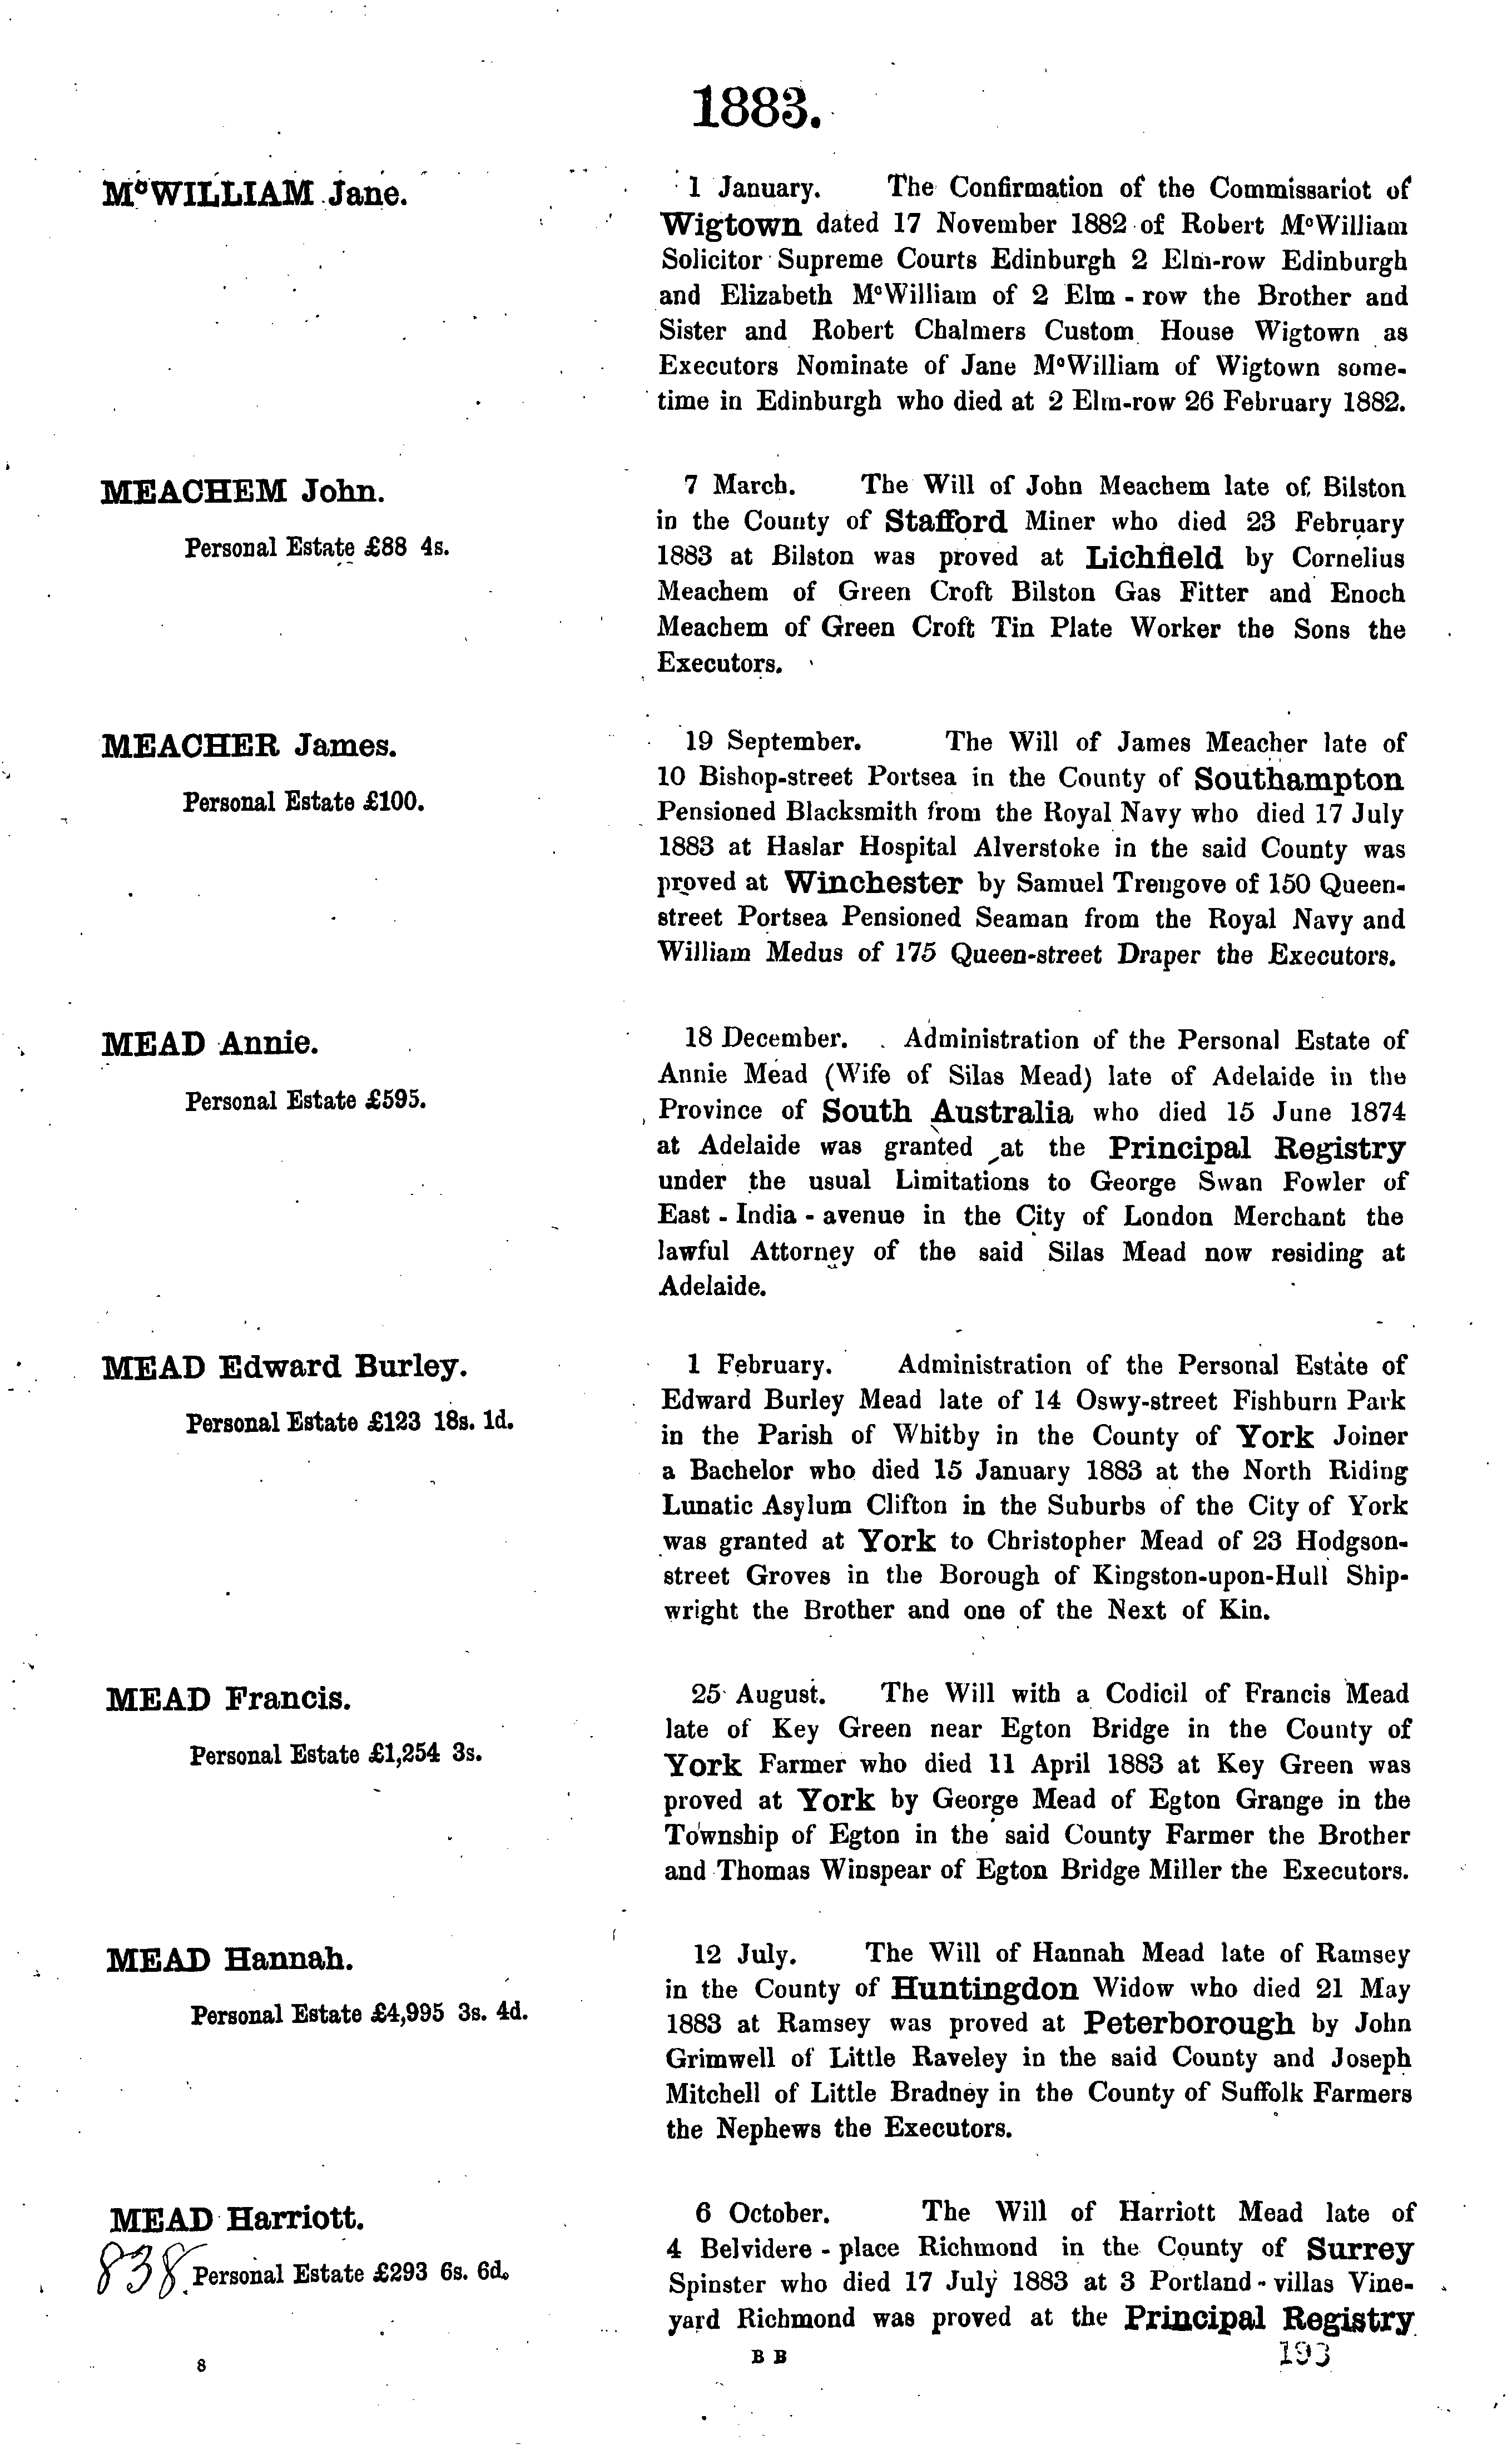 1883.
McWILLIAM Jane.
1 January. The Confirmation of the Commissariot of
Wigtown dated 17 November 1882 of Robert McWilliam
Solicitor Supreme Courts Edinburgh 2 Elm-row Edinburgh
and Elizabeth McWilliam of 2 Elm - row the Brother and
Sister and Robert Chalmers Custom House Wigtown as
Executors Nominate of Jane McWilliam of Wigtown some-
time in Edinburgh who died at 2 Elm-row 26 February 1882.
MEACHEM John.
Personal Estate £88 4s.
7 March. The Will of John Meachem late of Bilston
in the County of Stafford Miner who died 23 February
1883 at Bilston was proved at Lichfield by Cornelius
Meachem of Green Croft Bilston Gas Fitter and Enoch
Meachem of Green Croft Tin Plate Worker the Sons the
Executors.
MEACHER James.
Personal Estate £100.
19 September. The Will of James Meacher late of
10 Bishop-street Portsea in the County of Southampton
Pensioned Blacksmith from the Royal Navy who died 17 July
1883 at Haslar Hospital Alverstoke in the said County was
proved at Winchester by Samuel Trengove of 150 Queen-
street Portsea Pensioned Seaman from the Royal Navy and
William Medus of 175 Queen-street Draper the Executors.
MEAD Annie.
Personal Estate £595.
18 December. Administration of the Personal Estate of
Annie Mead (Wife of Silas Mead) late of Adelaide in the
Province of South Australia who died 15 June 1874
at Adelaide was granted at the Principal Registry
under the usual Limitations to George Swan Fowler of
East - India - avenue in the City of London Merchant the
lawful Attorney of the said Silas Mead now residing at
Adelaide.
MEAD Edward Burley.
Personal Estate £123 18s. 1d.
1 February. Administration of the Personal Estate of
Edward Burley Mead late of 14 Oswy-street Fishburn Park
in the Parish of Whitby in the County of York Joiner
a Bachelor who died 15 January 1883 at the North Riding
Lunatic Asylum Clifton in the Suburbs of the City of York
was granted at York to Christopher Mead of 23 Hodgson-
street Groves in the Borough of Kingston-upon-Hull Ship-
wright the Brother and one of the Next of Kin.
MEAD Francis.
Personal Estate £1,254 3s.
25 August. The Will with a Codicil of Francis Mead
late of Key Green near Egton Bridge in the County of
York Farmer who died 11 April 1883 at Key Green was
proved at York by George Mead of Egton Grange in the
Township of Egton in the said County Farmer the Brother
and Thomas Winspear of Egton Bridge Miller the Executors.
MEAD Hannah.
Personal Estate £4,995 3s. 4d.
12 July. The Will of Hannah Mead late of Ramsey
in the County of Huntingdon Widow who died 21 May
1883 at Ramsey was proved at Peterborough by John
Grimwell of Little Raveley in the said County and Joseph
Mitchell of Little Bradney in the County of Suffolk Farmers
the Nephews the Executors.
MEAD Harriott.
838 Personal Estate £293 6s. 6d.
6 October. The Will of Harriott Mead late of
4 Belvidere - place Richmond in the County of Surrey
Spinster who died 17 July 1883 at 3 Portland - villas Vine-
yard Richmond was proved at the Principal Registry
8 B B 193